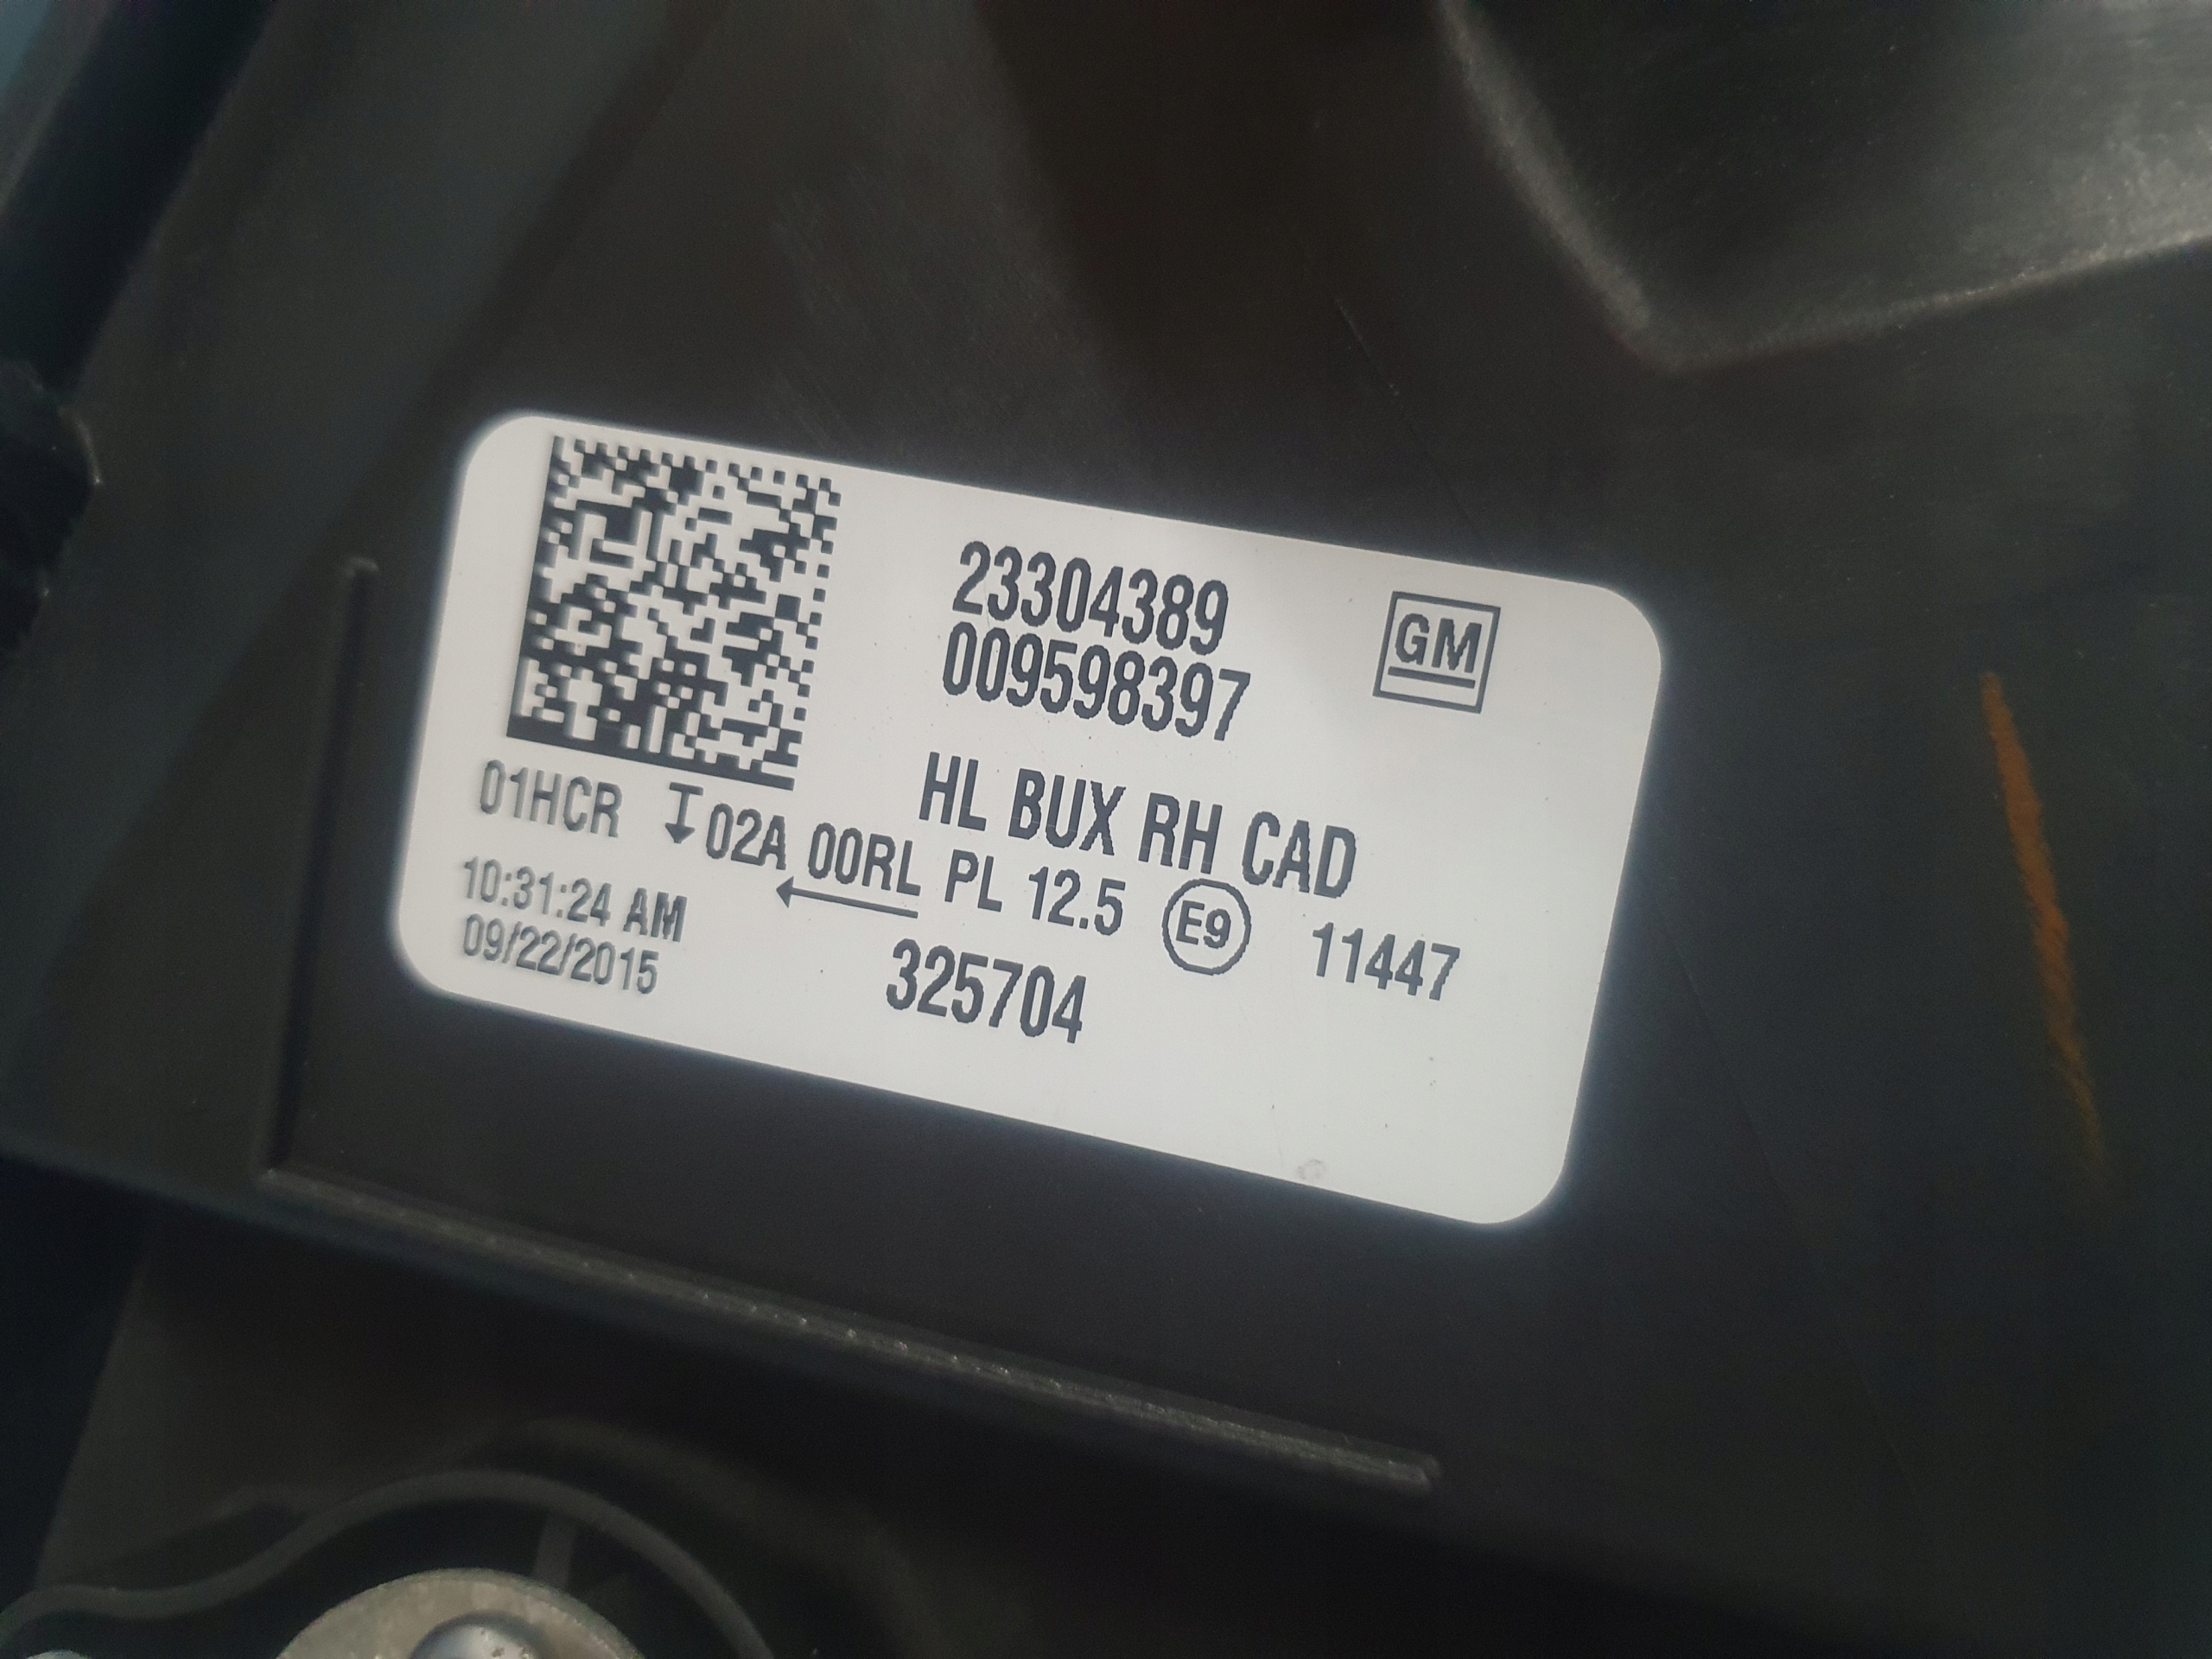 23304389
009598397
GM
HL BUX RH CAD
01HCR 02A 00RL PL 12.5 E9 11447
10:31:24 AM
09/22/2015
325704